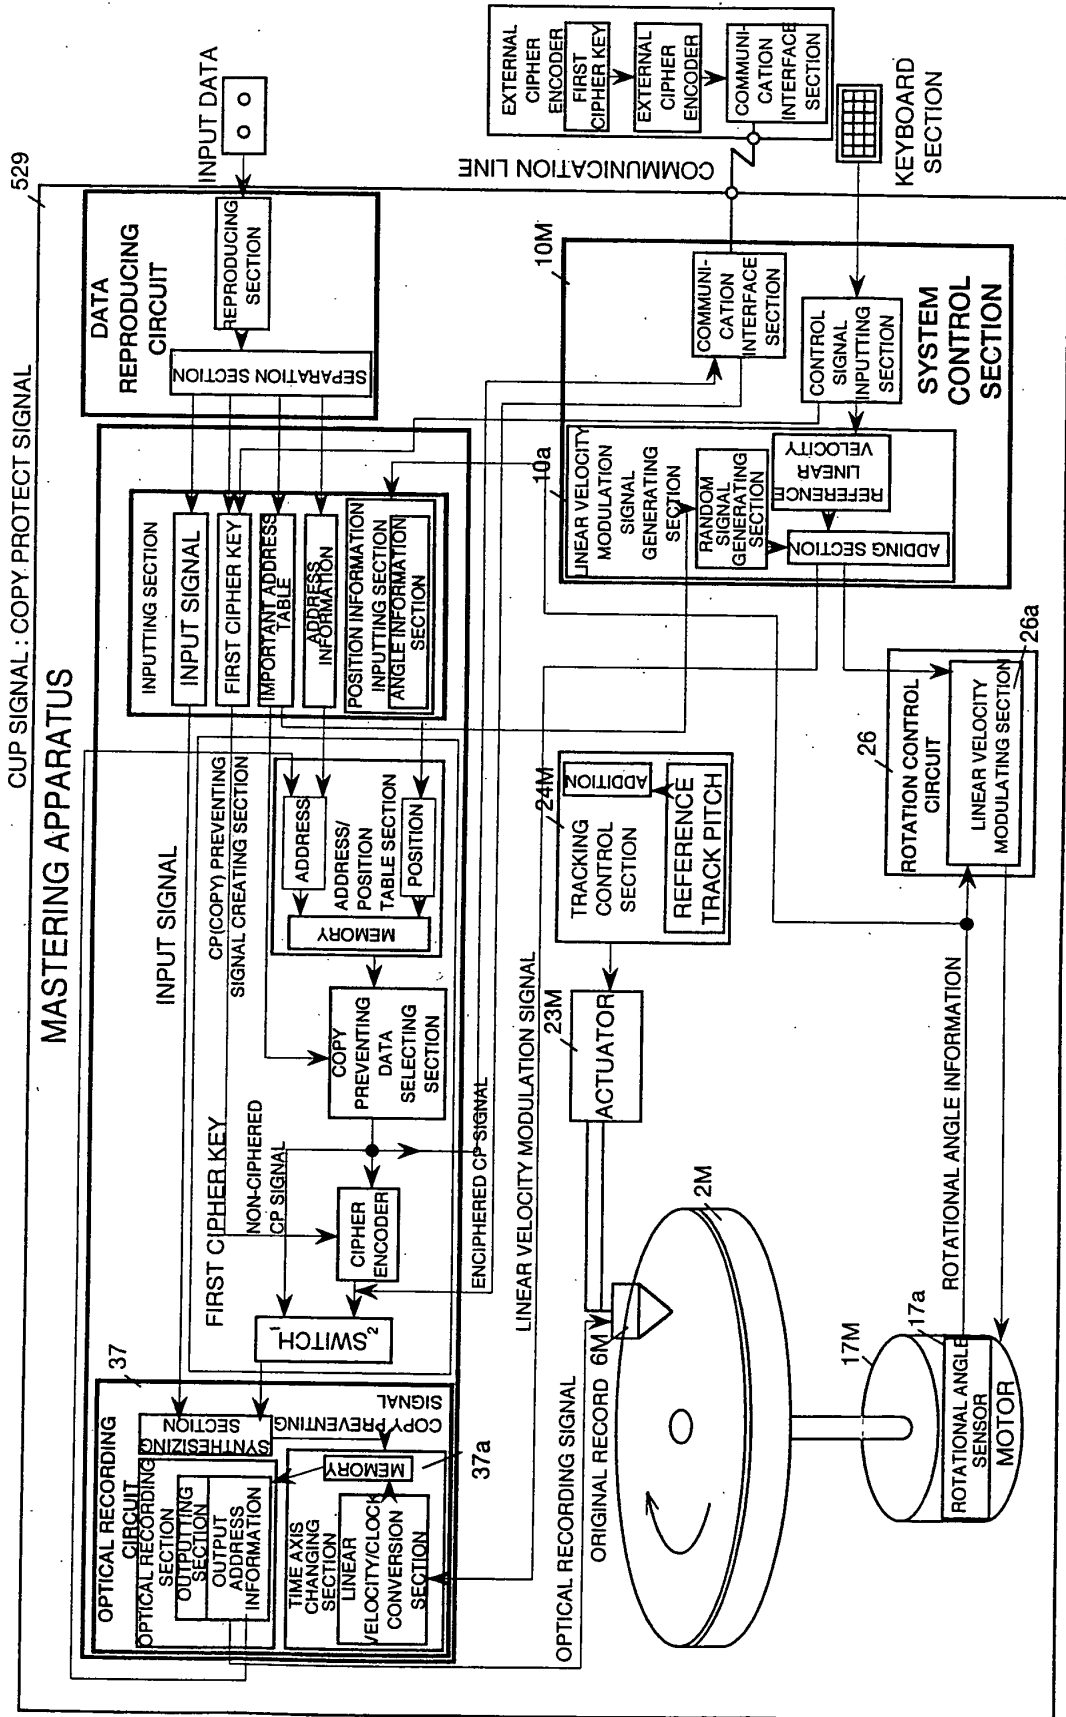 CUP SIGNAL : COPY PROTECT SIGNAL
529
MASTERING APPARATUS
INPUT DATA
DATA
REPRODUCING
CIRCUIT
REPRODUCING
SECTION
SEPARATION SECTION
EXTERNAL
CIPHER
ENCODER
FIRST
CIPHER KEY
EXTERNAL
CIPHER
ENCODER
COMMUNI-
CATION
INTERFACE
SECTION
COMMUNICATION LINE
KEYBOARD
SECTION
INPUTTING SECTION
INPUT SIGNAL
FIRST CIPHER KEY
IMPORTANT ADDRESS
TABLE
ADDRESS
INFORMATION
POSITION INFORMATION
INPUTTING SECTION
ANGLE INFORMATION
SECTION
10M
COMMUNI-
CATION
INTERFACE
SECTION
CONTROL
SIGNAL
INPUTTING
SECTION
SYSTEM
CONTROL
SECTION
10a
LINEAR VELOCITY
MODULATION
SIGNAL
GENERATING
SECTION
RANDOM
SIGNAL
GENERATING
SECTION
REFERENCE
LINEAR
VELOCITY
ADDING SECTION
INPUT SIGNAL
CP(COPY) PREVENTING
SIGNAL CREATING SECTION
ADDRESS
ADDRESS/
POSITION
TABLE SECTION
POSITION
MEMORY
COPY
PREVENTING
DATA
SELECTING
SECTION
FIRST CIPHER KEY
NON-CIPHERED
CP SIGNAL
CIPHER
ENCODER
ENCIPHERED CP SIGNAL
1
SWITCH
2
LINEAR VELOCITY MODULATION SIGNAL
24M
TRACKING
CONTROL
SECTION
ADDITION
REFERENCE
TRACK PITCH
23M
ACTUATOR
26
ROTATION CONTROL
CIRCUIT
LINEAR VELOCITY
MODULATING SECTION
26a
37
OPTICAL RECORDING
CIRCUIT
SYNTHESIZING
SECTION
COPY PREVENTING
SIGNAL
OPTICAL RECORDING
SECTION
OUTPUTTING
SECTION
OUTPUT
ADDRESS
INFORMATION
TIME AXIS
CHANGING
SECTION
MEMORY
37a
LINEAR
VELOCITY/CLOCK
CONVERSION
SECTION
OPTICAL RECORDING SIGNAL
ORIGINAL RECORD
6M
2M
ROTATIONAL ANGLE INFORMATION
17M
17a
ROTATIONAL ANGLE
SENSOR
MOTOR